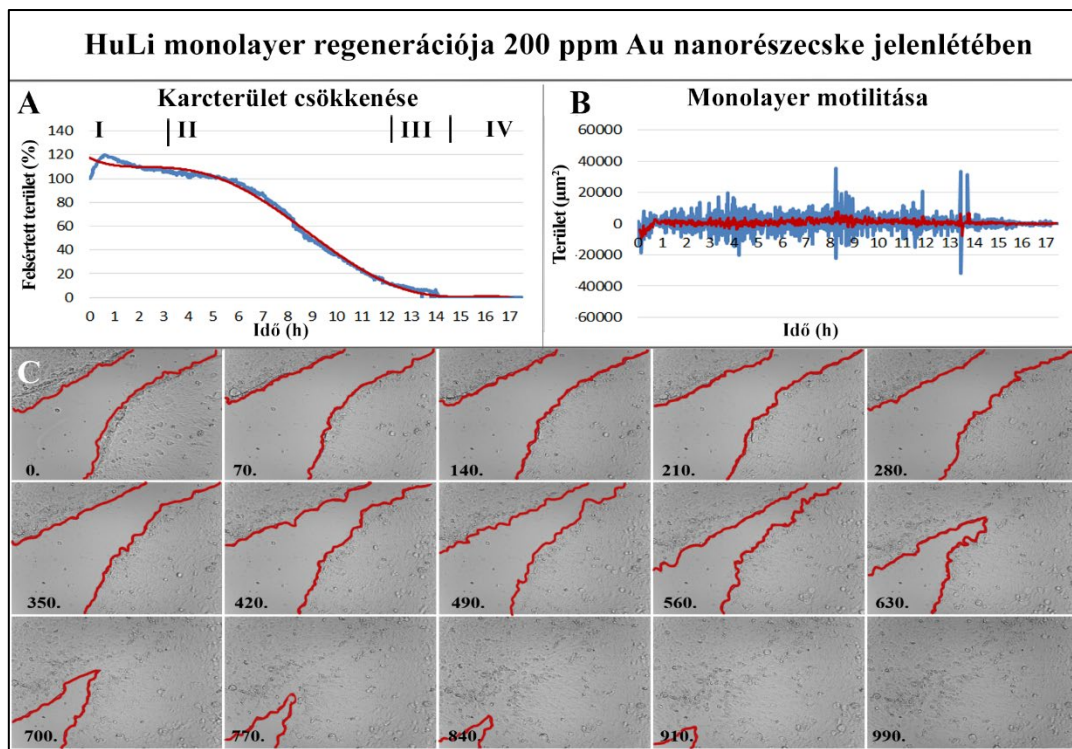 HuLi monolayer regenerációja 200 ppm Au nanorészecske jelenlétében
A
Karcterület csökkenése
I | II | III | IV
Felsértett terület (%)
140
120
100
80
60
40
20
0
0 1 2 3 4 5 6 7 8 9 10 11 12 13 14 15 16 17
Idő (h)
B
Monolayer motilitása
Terület (µm²)
60000
40000
20000
0
-20000
-40000
-60000
0 1 2 3 4 5 6 7 8 9 10 11 12 13 14 15 16 17
Idő (h)
C
0. 70. 140. 210. 280.
350. 420. 490. 560. 630.
700. 770. 840. 910. 990.